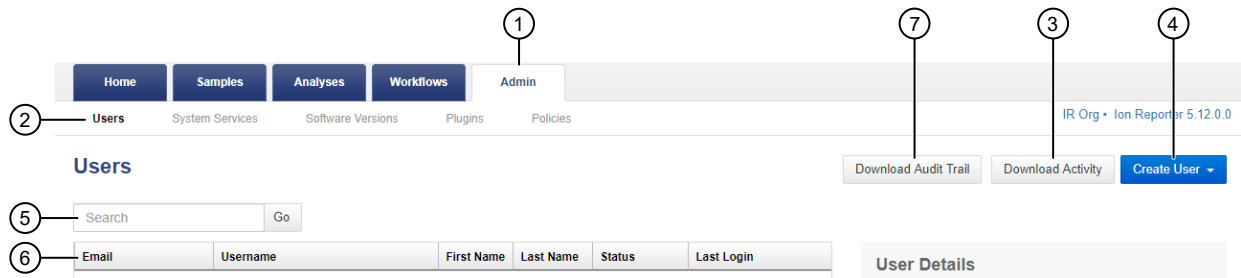 1 7 3 4
Home Samples Analyses Workflows Admin
2 Users System Services Software Versions Plugins Policies IR Org • Ion Reporter 5.12.0.0
Users Download Audit Trail Download Activity Create User
5 Search Go
6 Email Username First Name Last Name Status Last Login
User Details